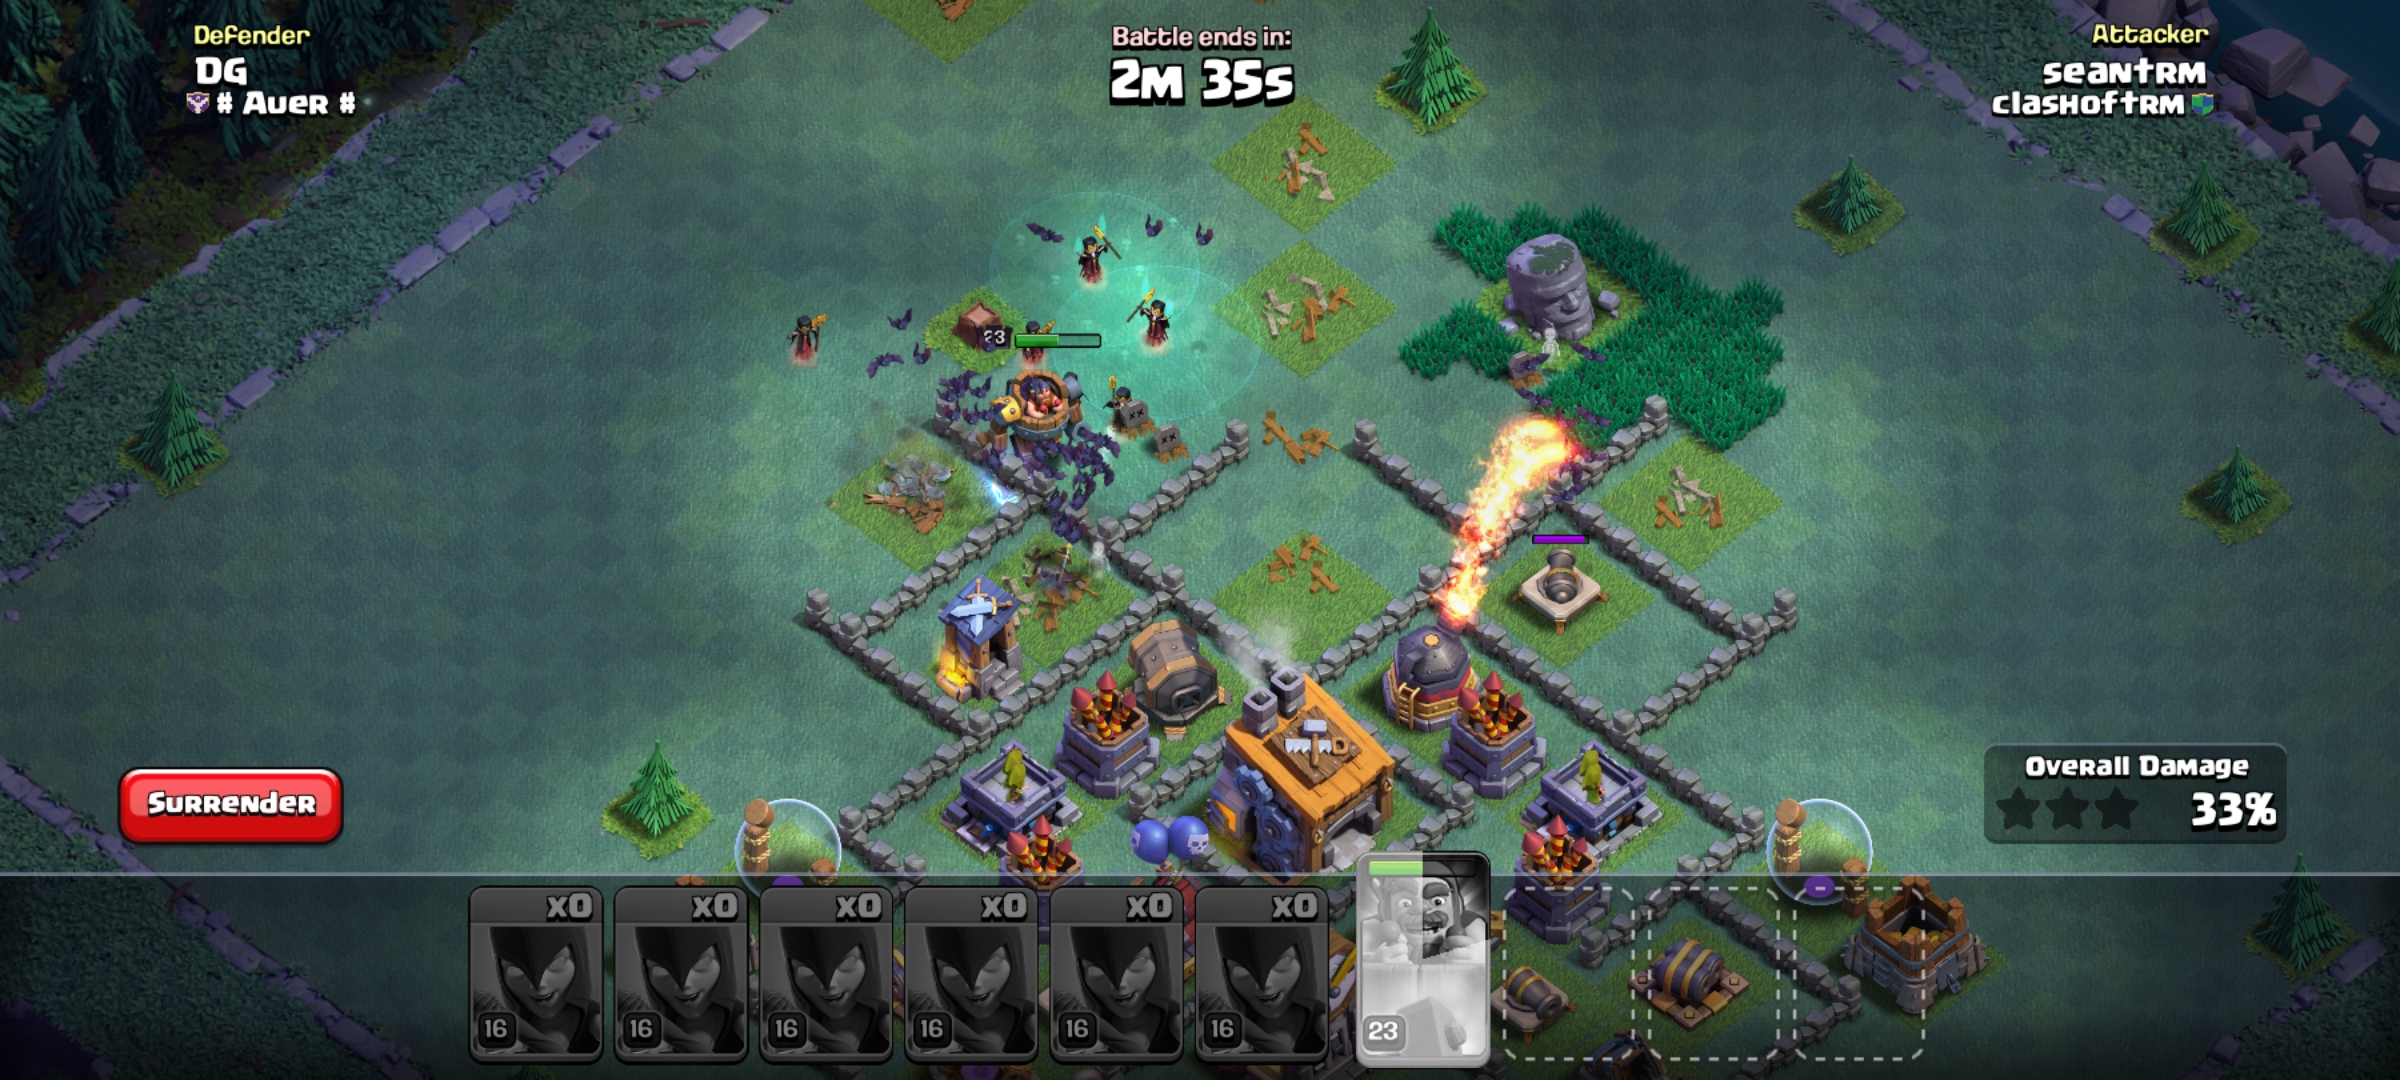 Defender
DG
# Auer #
Battle ends in:
2M 35s
Attacker
seantRM
clashoftRM
23
Surrender
Overall Damage
33%
x0
x0
x0
x0
x0
x0
16
16
16
16
16
16
23